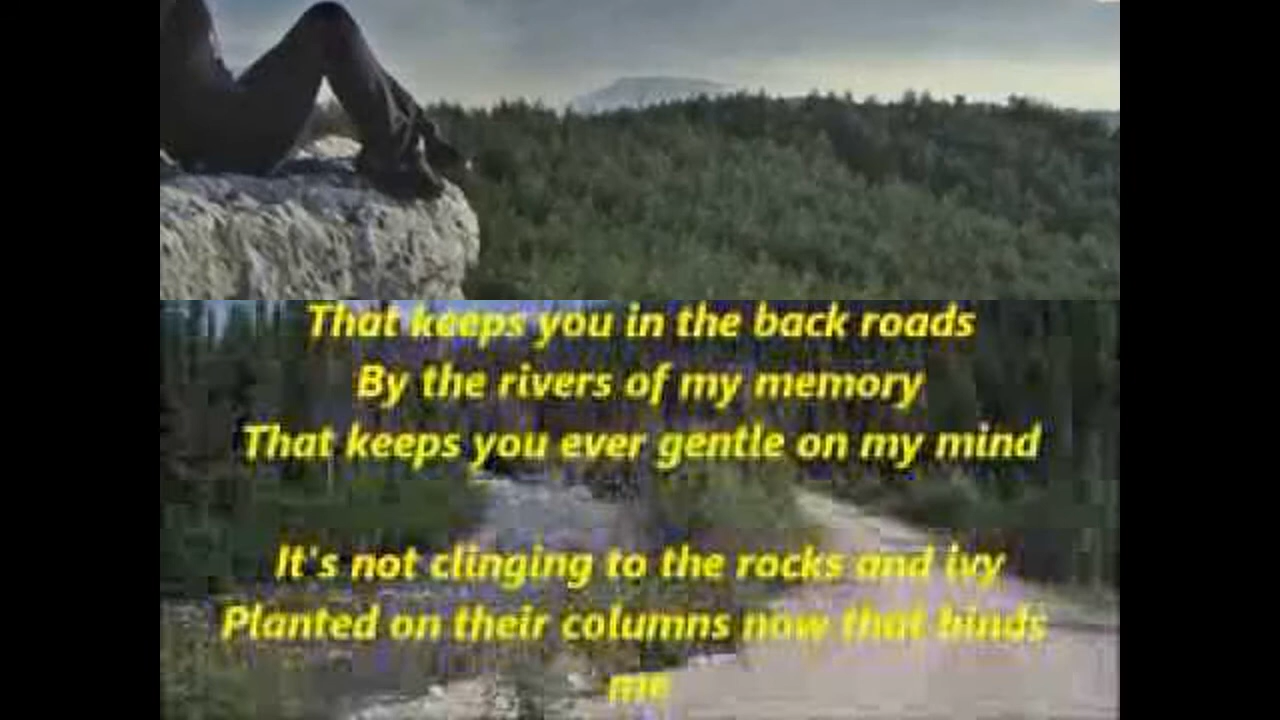 That keeps you in the back roads
By the rivers of my memory
That keeps you ever gentle on my mind
It's not clinging to the rocks and ivy
Planted on their columns now that binds
me